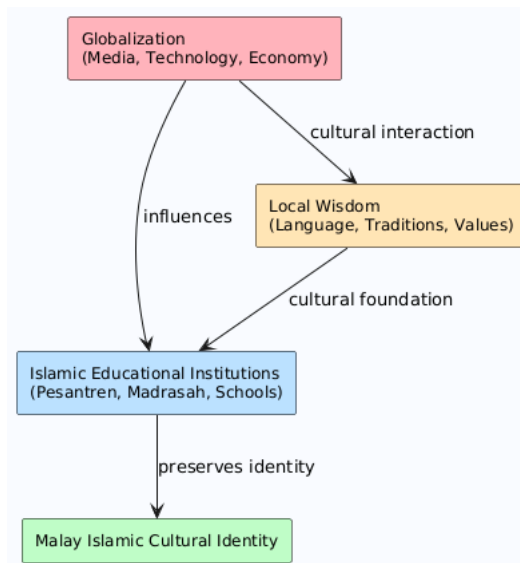 Globalization
(Media, Technology, Economy)
cultural interaction
influences
Local Wisdom
(Language, Traditions, Values)
cultural foundation
Islamic Educational Institutions
(Pesantren, Madrasah, Schools)
preserves identity
Malay Islamic Cultural Identity